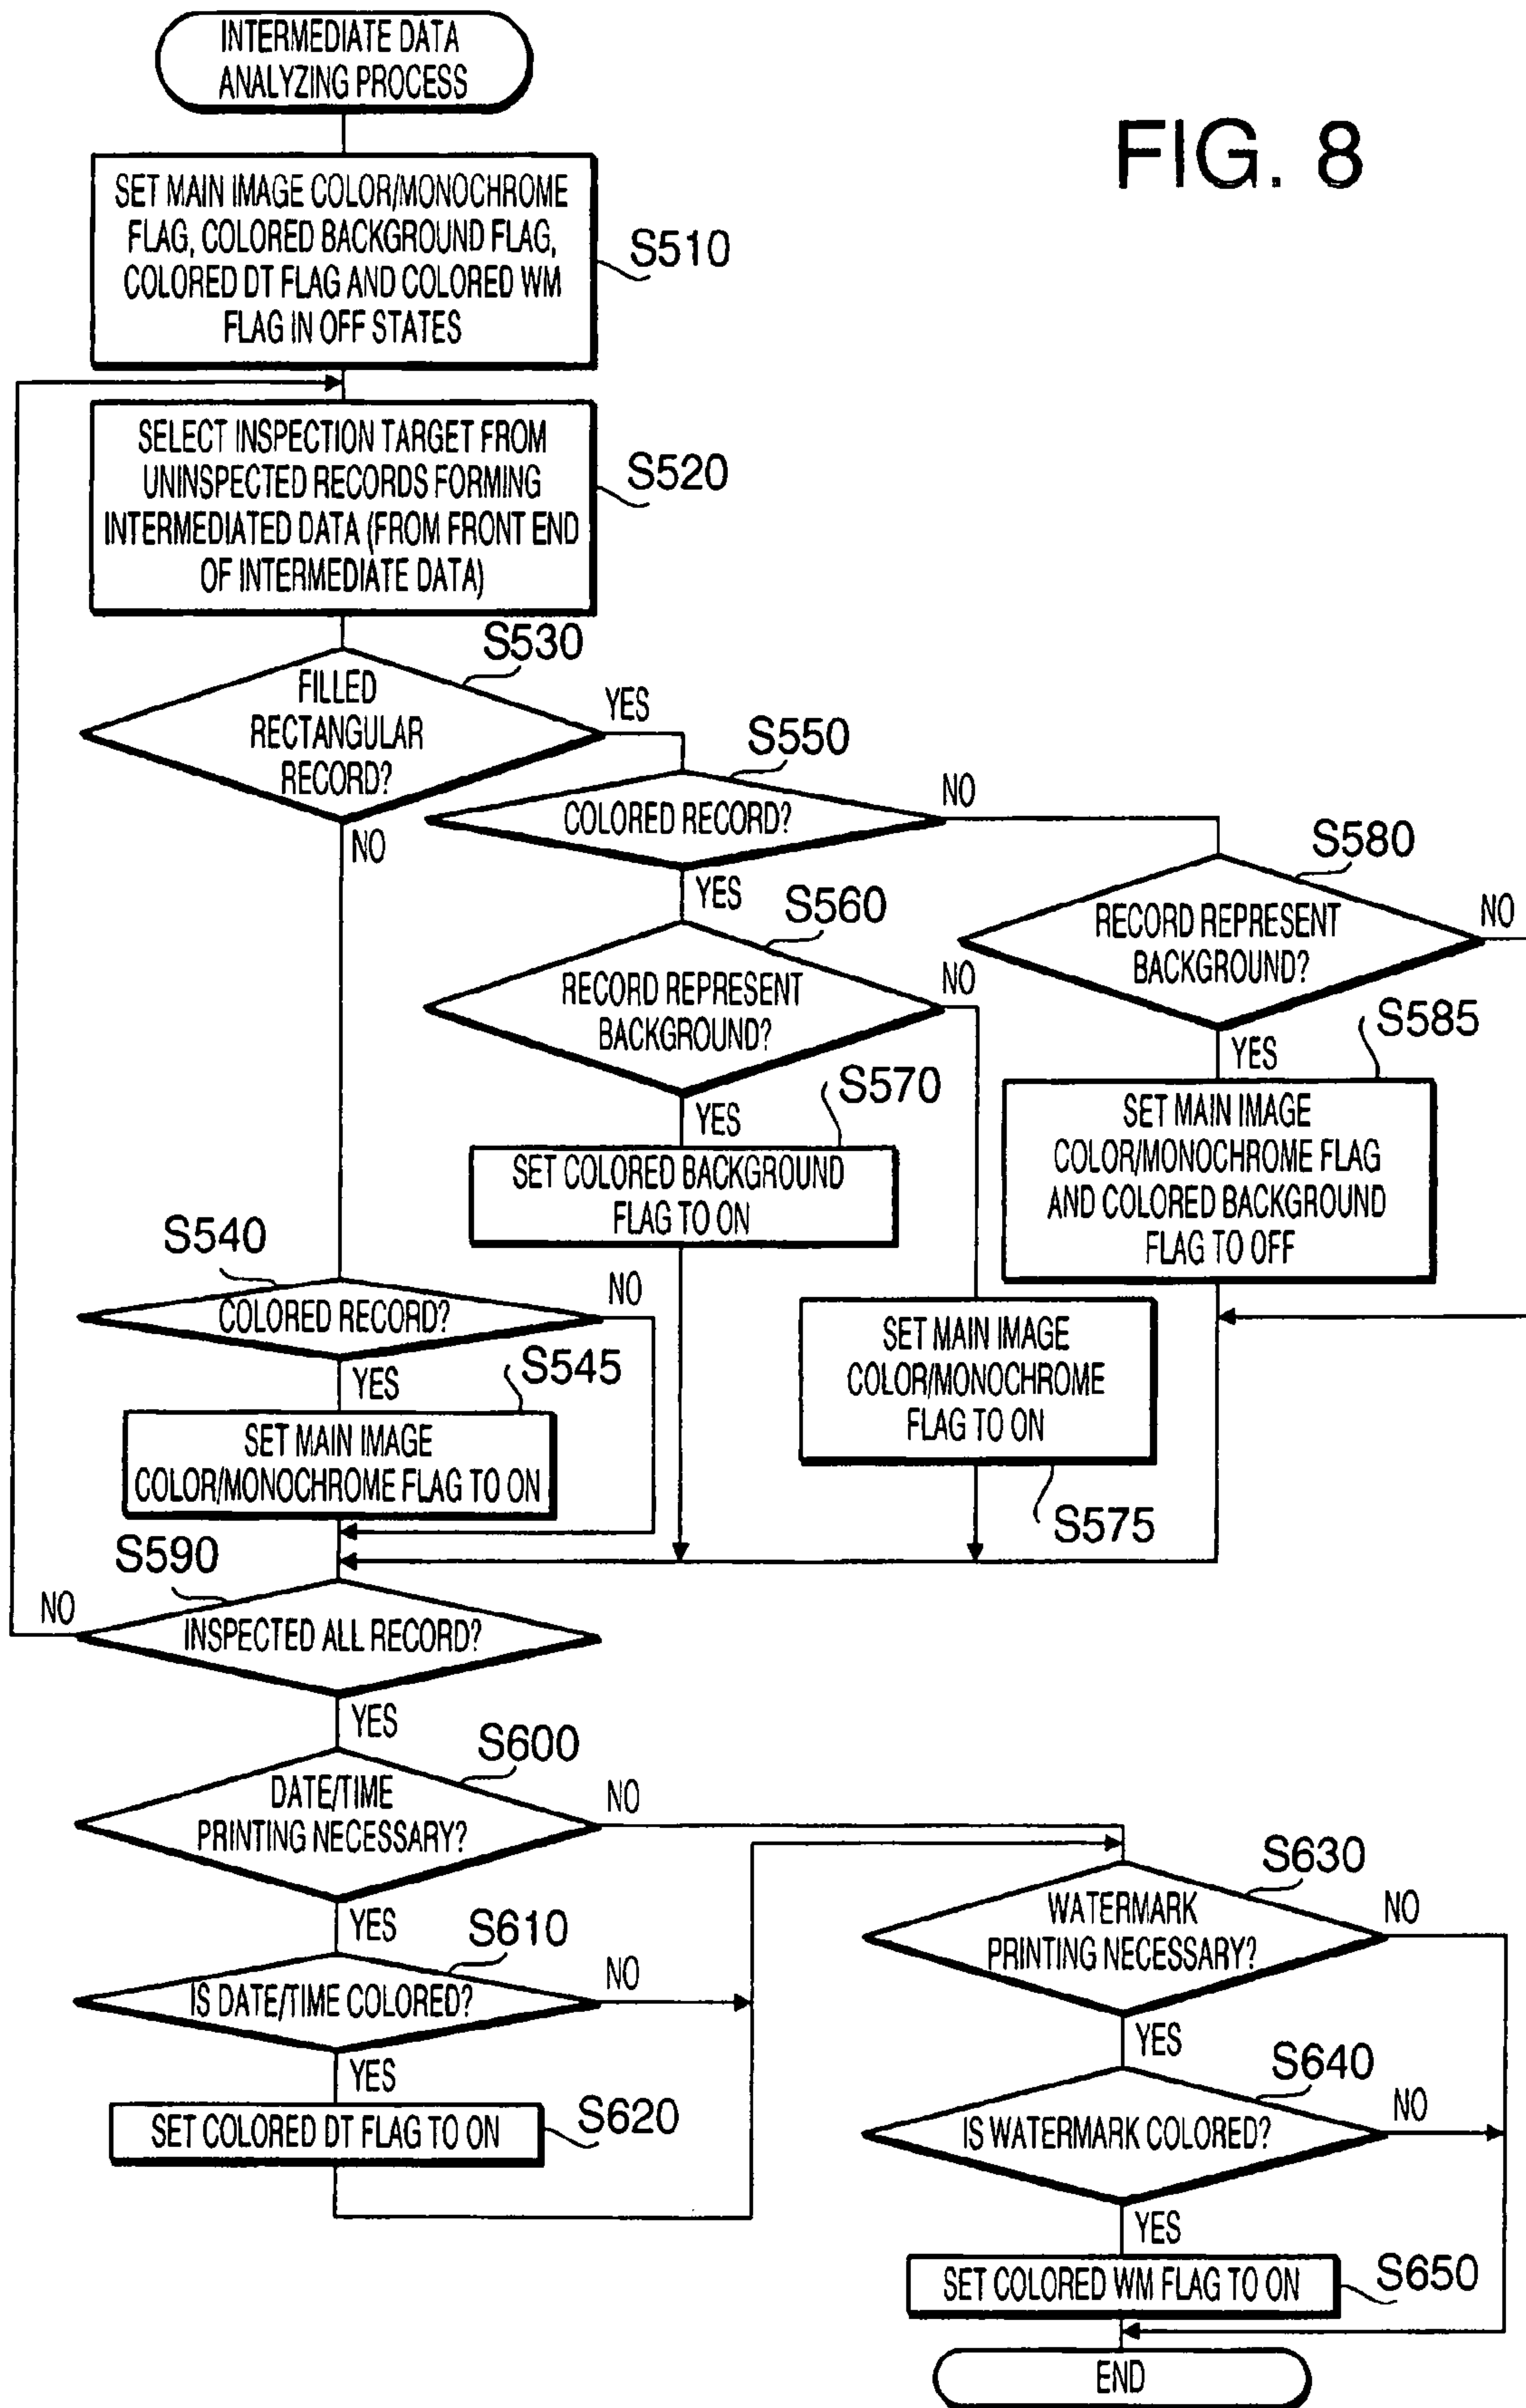 INTERMEDIATE DATA
ANALYZING PROCESS
FIG. 8
SET MAIN IMAGE COLOR/MONOCHROME
FLAG, COLORED BACKGROUND FLAG,
COLORED DT FLAG AND COLORED WM
FLAG IN OFF STATES
S510
SELECT INSPECTION TARGET FROM
UNINSPECTED RECORDS FORMING
INTERMEDIATED DATA (FROM FRONT END
OF INTERMEDIATE DATA)
S520
S530
FILLED
RECTANGULAR
RECORD?
YES
NO
S550
COLORED RECORD?
NO
YES
S580
RECORD REPRESENT
BACKGROUND?
NO
YES
S560
RECORD REPRESENT
BACKGROUND?
NO
YES
S585
SET MAIN IMAGE
COLOR/MONOCHROME FLAG
AND COLORED BACKGROUND
FLAG TO OFF
S570
SET COLORED BACKGROUND
FLAG TO ON
S540
COLORED RECORD?
NO
YES
S545
SET MAIN IMAGE
COLOR/MONOCHROME FLAG TO ON
SET MAIN IMAGE
COLOR/MONOCHROME
FLAG TO ON
S575
S590
NO
INSPECTED ALL RECORD?
YES
S600
DATE/TIME
PRINTING NECESSARY?
NO
YES
S610
IS DATE/TIME COLORED?
NO
YES
SET COLORED DT FLAG TO ON
S620
S630
WATERMARK
PRINTING NECESSARY?
NO
YES
S640
IS WATERMARK COLORED?
NO
YES
SET COLORED WM FLAG TO ON
S650
END